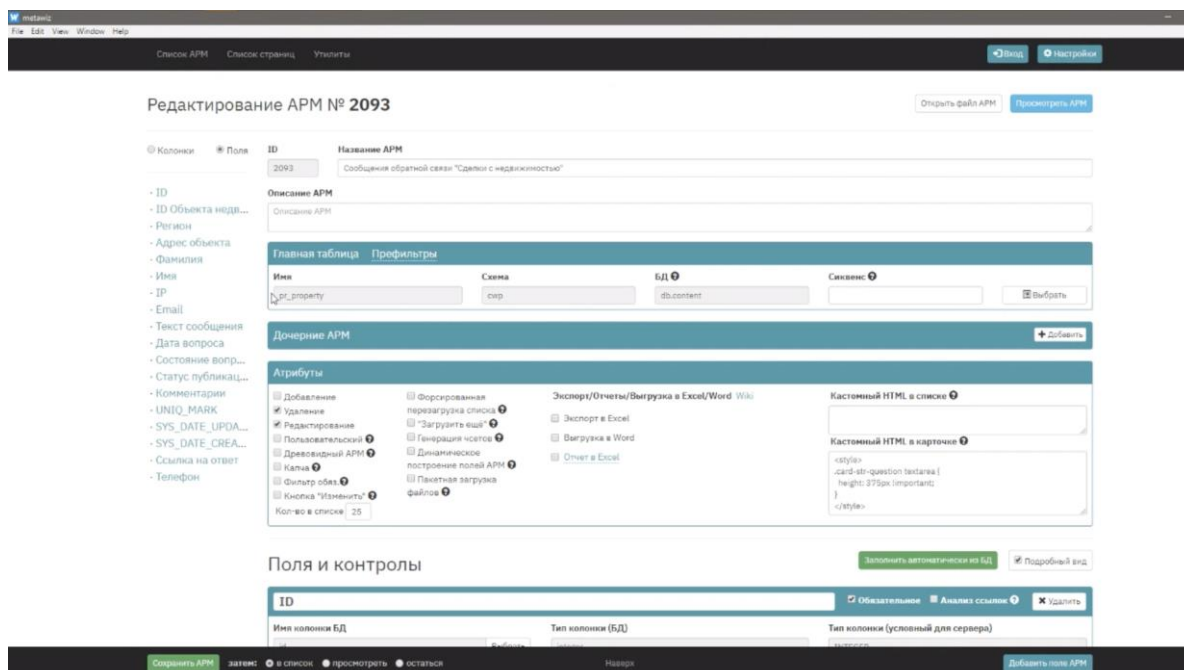 metawiz
File Edit View Window Help
Список АРМ Список страниц Утилиты Вход Настройки
Редактирование АРМ № 2093 Открыть файл АРМ Просмотреть АРМ
Колонки Поля ID Название АРМ
2093 Сообщения обратной связи "Сделки с недвижимостью"
- ID Описание АРМ
- ID Объекта недв... Описание АРМ
- Регион
- Адрес объекта
- Фамилия Главная таблица Префильтры
- Имя Имя Схема БД Сиквенс
- IP pr_property cwp db.content Выбрать
- Email
- Текст сообщения
- Дата вопроса Дочерние АРМ Добавить
- Состояние вопр...
- Статус публикац... Атрибуты
- Комментарии Добавление Форсированная перезагрузка списка Экспорт/Отчеты/Выгрузка в Excel/Word Wiki Кастомный HTML в списке
- UNIQ_MARK Удаление
- SYS_DATE_UPDA... Редактирование "Загрузить ещё" Экспорт в Excel
- SYS_DATE_CREA... Пользовательский Генерация чсетов Выгрузка в Word Кастомный HTML в карточке
- Ссылка на ответ Древовидный АРМ Динамическое построение полей АРМ Отчет в Excel <style>
- Телефон Капча .card-str-question textarea {
Фильтр обяз. Пакетная загрузка файлов height: 375px !important;
Кнопка "Изменить" }
Кол-во в списке 25 </style>
Поля и контролы Заполнить автоматически из БД Подробный вид
ID Обязательное Анализ ссылок Удалить
Имя колонки БД Тип колонки (БД) Тип колонки (условный для сервера)
Сохранить АРМ затем: в список просмотреть остаться Наверх Добавить поле АРМ